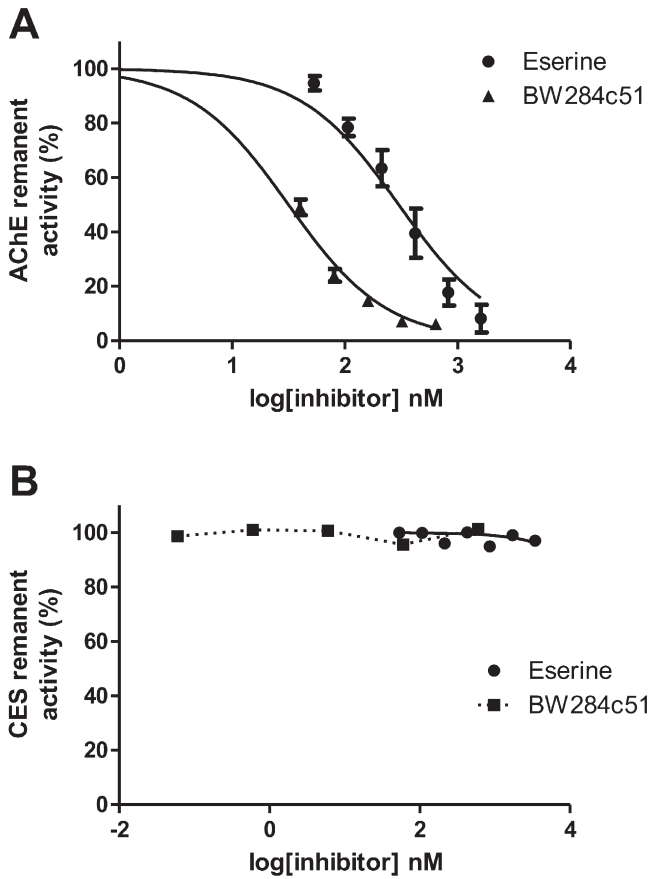 A
AChE remanent
activity (%)
100
80
60
40
20
0
0 1 2 3 4
log[inhibitor] nM
Eserine
BW284c51
B
CES remanent
activity (%)
100
80
60
40
20
0
-2 0 2 4
log[inhibitor] nM
Eserine
BW284c51